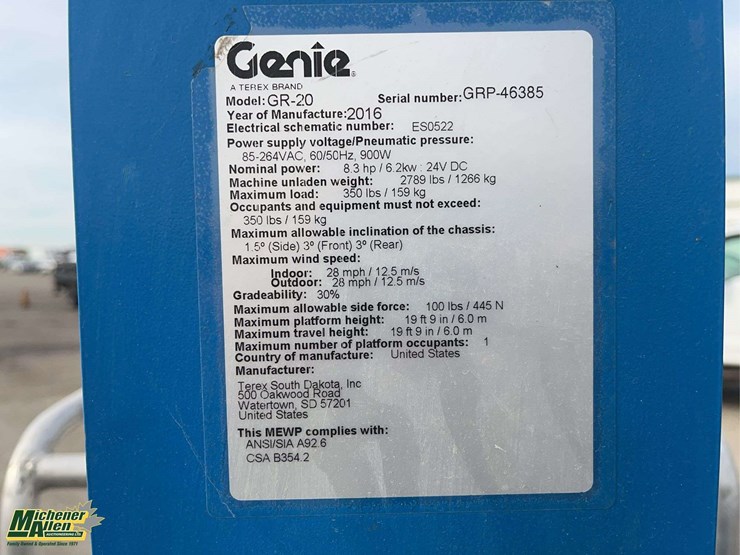 Genie®
A TEREX BRAND
Model: GR-20 Serial number: GRP-46385
Year of Manufacture: 2016
Electrical schematic number: ES0522
Power supply voltage/Pneumatic pressure:
85-264VAC, 60/50Hz, 900W
Nominal power: 8.3 hp / 6.2kw : 24V DC
Machine unladen weight: 2789 lbs / 1266 kg
Maximum load: 350 lbs / 159 kg
Occupants and equipment must not exceed:
350 lbs / 159 kg
Maximum allowable inclination of the chassis:
1.5º (Side) 3º (Front) 3º (Rear)
Maximum wind speed:
Indoor: 28 mph / 12.5 m/s
Outdoor: 28 mph / 12.5 m/s
Gradeability: 30%
Maximum allowable side force: 100 lbs / 445 N
Maximum platform height: 19 ft 9 in / 6.0 m
Maximum travel height: 19 ft 9 in / 6.0 m
Maximum number of platform occupants: 1
Country of manufacture: United States
Manufacturer:
Terex South Dakota, Inc
500 Oakwood Road
Watertown, SD 57201
United States
This MEWP complies with:
ANSI/SIA A92.6
CSA B354.2
Michener
Allen
AUCTIONEERING LTD.
Family Owned & Operated Since 1971